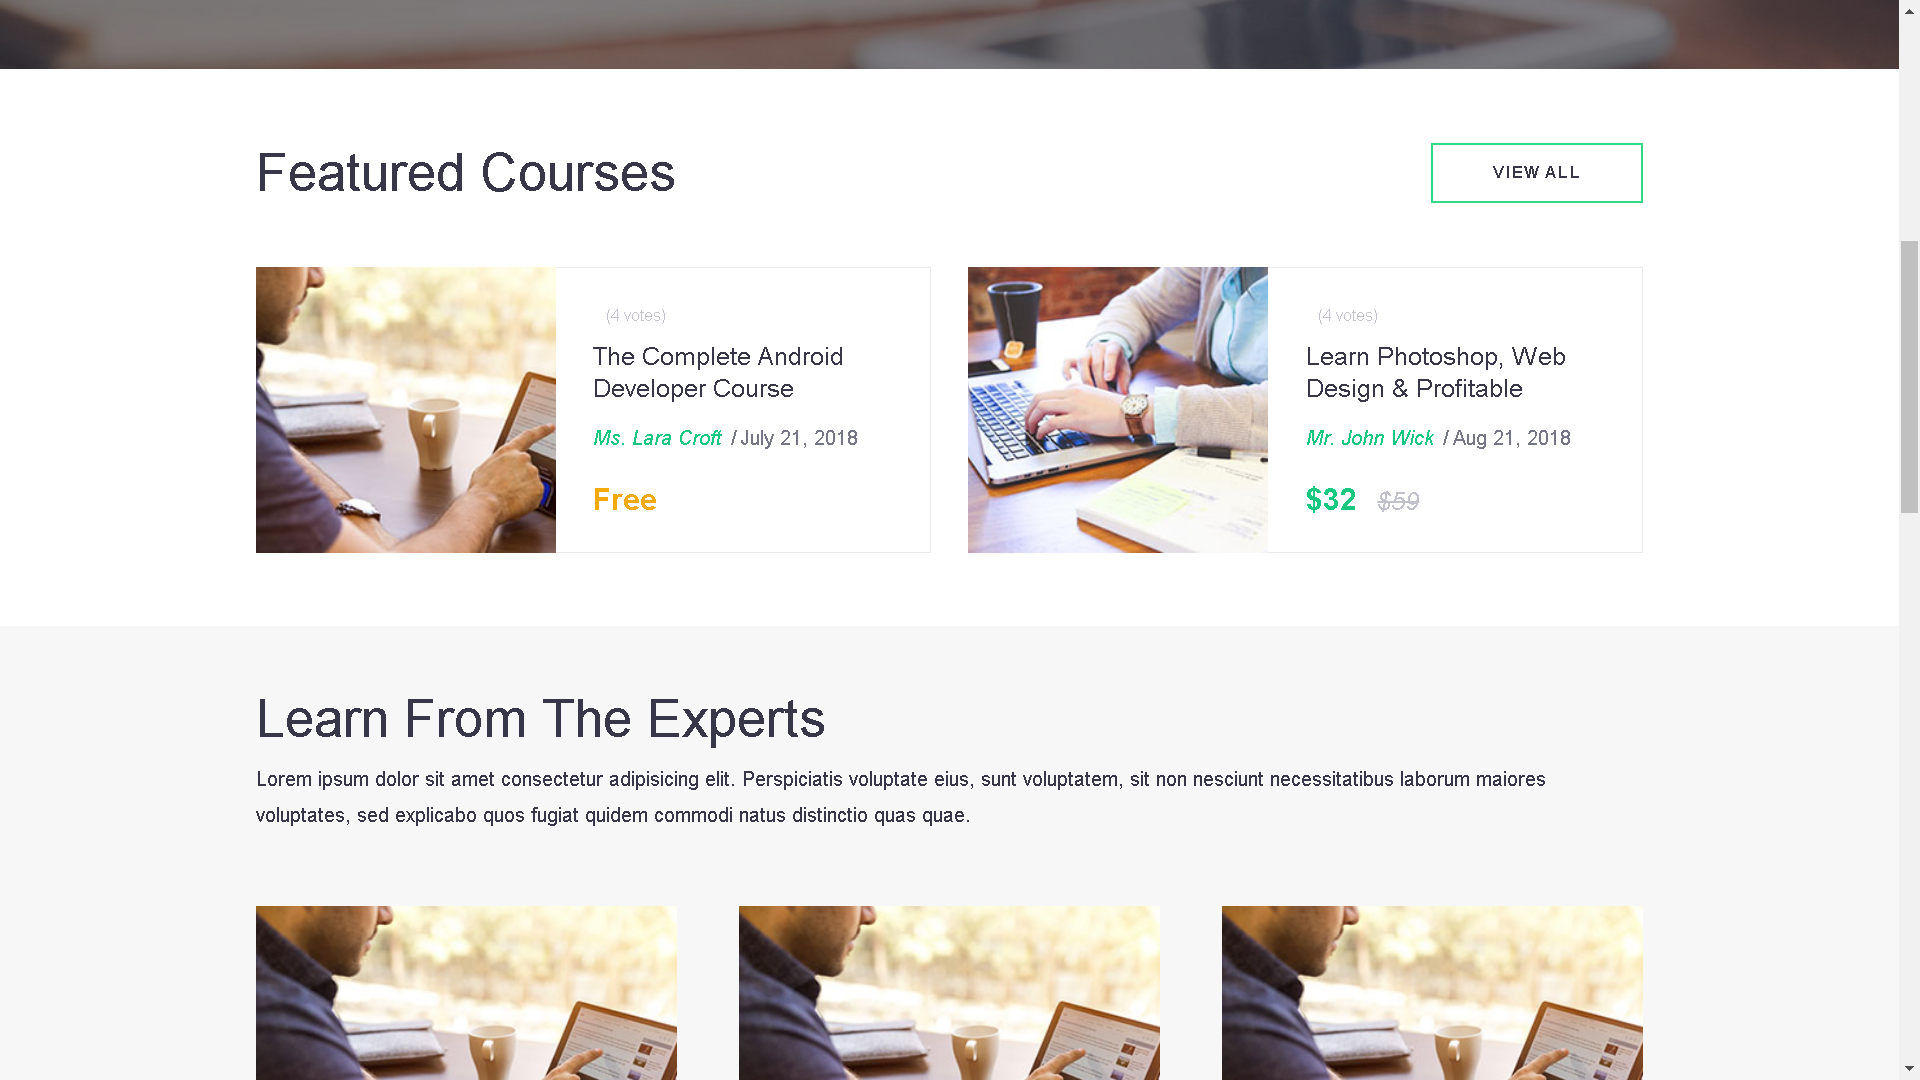 Featured Courses
VIEW ALL
(4 votes)
The Complete Android
Developer Course
Ms. Lara Croft / July 21, 2018
Free
(4 votes)
Learn Photoshop, Web
Design & Profitable
Mr. John Wick / Aug 21, 2018
$32 $59
Learn From The Experts
Lorem ipsum dolor sit amet consectetur adipisicing elit. Perspiciatis voluptate eius, sunt voluptatem, sit non nesciunt necessitatibus laborum maiores
voluptates, sed explicabo quos fugiat quidem commodi natus distinctio quas quae.